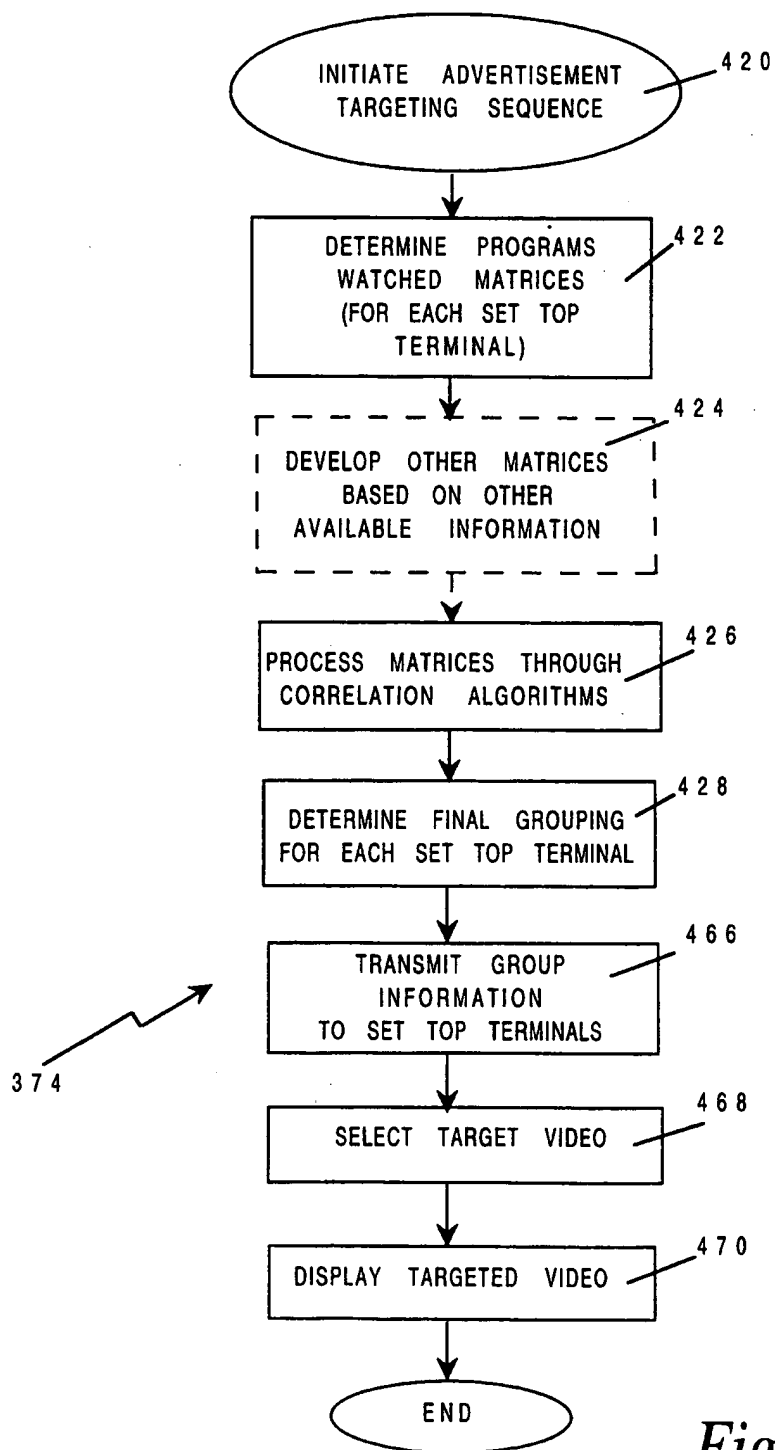 INITIATE ADVERTISEMENT
TARGETING SEQUENCE
420
DETERMINE PROGRAMS
WATCHED MATRICES
(FOR EACH SET TOP
TERMINAL)
422
DEVELOP OTHER MATRICES
BASED ON OTHER
AVAILABLE INFORMATION
424
PROCESS MATRICES THROUGH
CORRELATION ALGORITHMS
426
DETERMINE FINAL GROUPING
FOR EACH SET TOP TERMINAL
428
TRANSMIT GROUP
INFORMATION
TO SET TOP TERMINALS
466
374
SELECT TARGET VIDEO
468
DISPLAY TARGETED VIDEO
470
END
Fig